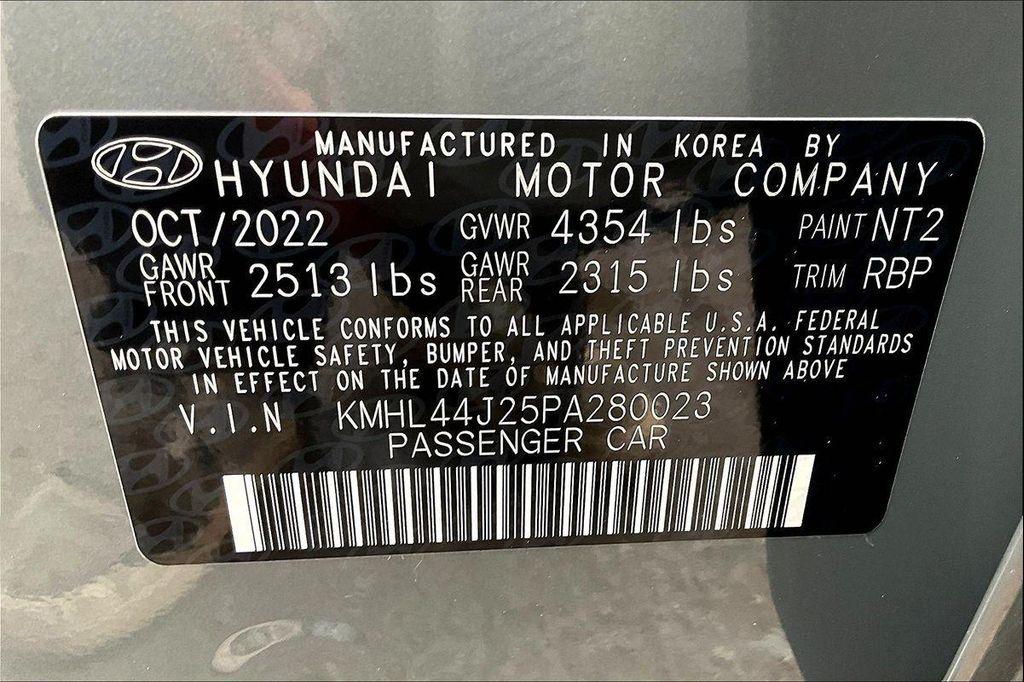 MANUFACTURED IN KOREA BY
HYUNDAI MOTOR COMPANY
OCT/2022 GVWR 4354 lbs PAINT NT2
GAWR FRONT 2513 lbs GAWR REAR 2315 lbs TRIM RBP
THIS VEHICLE CONFORMS TO ALL APPLICABLE U.S.A. FEDERAL
MOTOR VEHICLE SAFETY, BUMPER, AND THEFT PREVENTION STANDARDS
IN EFFECT ON THE DATE OF MANUFACTURE SHOWN ABOVE
V.I.N KMHL44J25PA280023
PASSENGER CAR